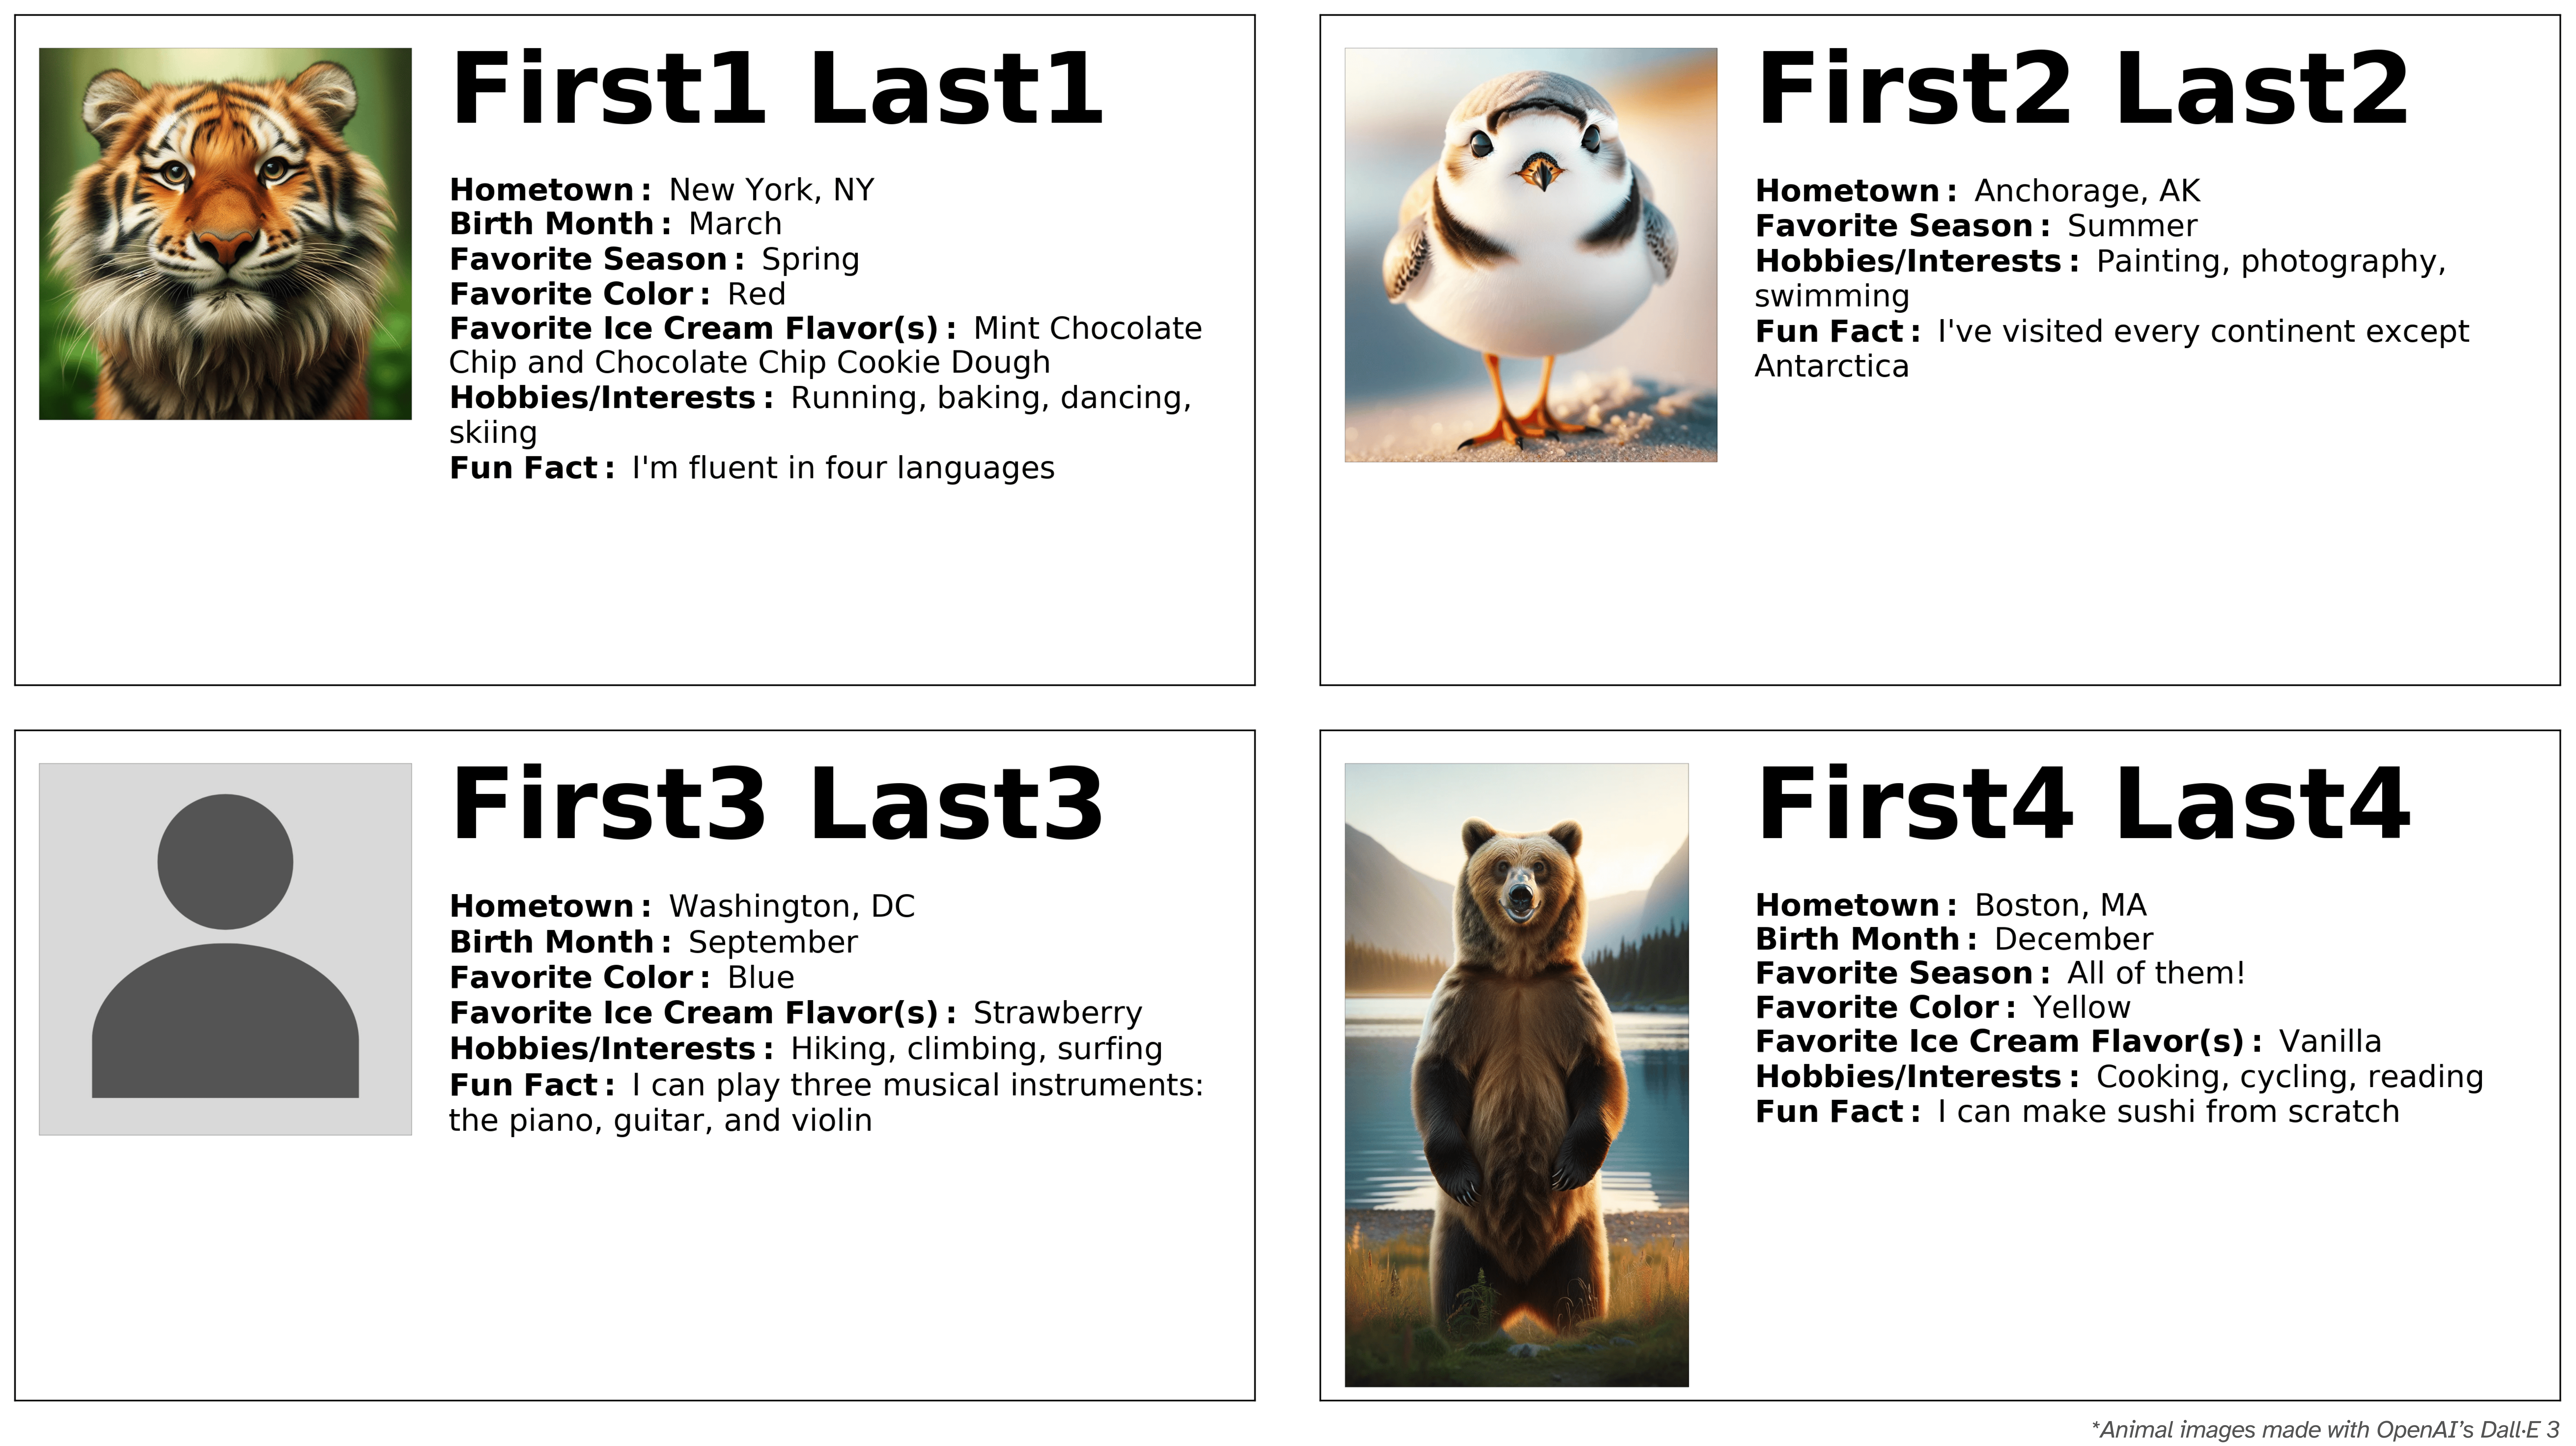 First1 Last1
Hometown: New York, NY
Birth Month: March
Favorite Season: Spring
Favorite Color: Red
Favorite Ice Cream Flavor(s): Mint Chocolate
Chip and Chocolate Chip Cookie Dough
Hobbies/Interests: Running, baking, dancing,
skiing
Fun Fact: I'm fluent in four languages
First2 Last2
Hometown: Anchorage, AK
Favorite Season: Summer
Hobbies/Interests: Painting, photography,
swimming
Fun Fact: I've visited every continent except
Antarctica
First3 Last3
Hometown: Washington, DC
Birth Month: September
Favorite Color: Blue
Favorite Ice Cream Flavor(s): Strawberry
Hobbies/Interests: Hiking, climbing, surfing
Fun Fact: I can play three musical instruments:
the piano, guitar, and violin
First4 Last4
Hometown: Boston, MA
Birth Month: December
Favorite Season: All of them!
Favorite Color: Yellow
Favorite Ice Cream Flavor(s): Vanilla
Hobbies/Interests: Cooking, cycling, reading
Fun Fact: I can make sushi from scratch
*Animal images made with OpenAI’s Dall·E 3